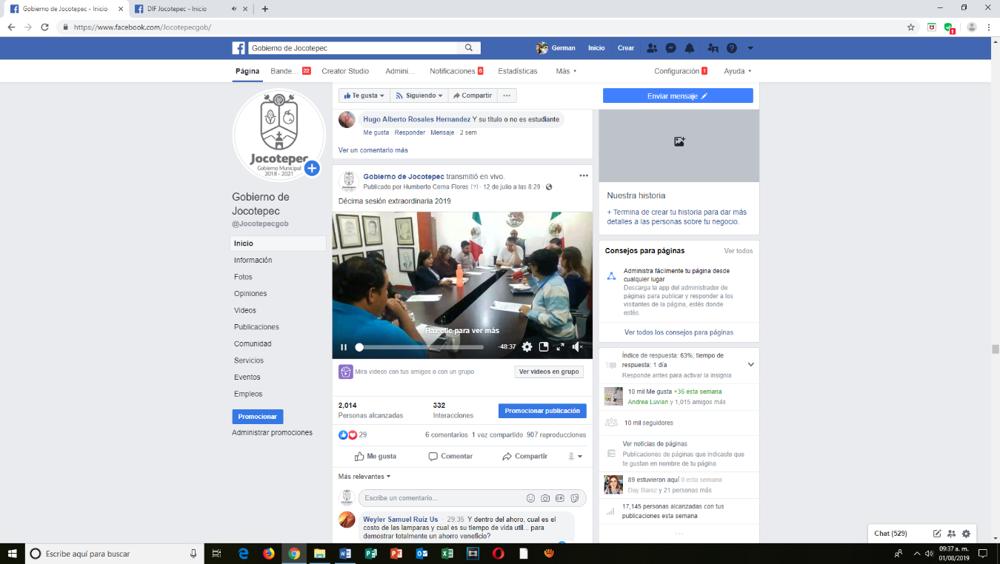 Gobierno de Jocotepec - Inicio
DIF Jocotepec - Inicio
https://www.facebook.com/Jocotepecgob/
Gobierno de Jocotepec
German
Inicio
Crear
Página
Bande... 22
Creator Studio
Admini...
Notificaciones 6
Estadísticas
Más
Configuración 1
Ayuda
Jocotepec
Gobierno Municipal
2018 - 2021
Gobierno de
Jocotepec
@Jocotepecgob
Inicio
Información
Fotos
Opiniones
Videos
Publicaciones
Comunidad
Servicios
Eventos
Empleos
Promocionar
Administrar promociones
Te gusta
Siguiendo
Compartir
Enviar mensaje
Hugo Alberto Rosales Hernandez Y su titulo o no es estudiante
Me gusta · Responder · Mensaje · 2 sem
Ver un comentario más
Gobierno de Jocotepec transmitió en vivo.
Publicado por Humberto Cerna Flores [?] · 12 de julio a las 8:29 ·
Décima sesión extraordinaria 2019
Haz clic para ver más
-48:37
Mira videos con tus amigos o con un grupo
Ver videos en grupo
2,014
Personas alcanzadas
332
Interacciones
Promocionar publicación
29
6 comentarios 1 vez compartido 907 reproducciones
Me gusta
Comentar
Compartir
Más relevantes
Escribe un comentario...
GIF
Weyler Samuel Ruiz Us · 29:35 Y dentro del ahorro, cual es el
costo de las lamparas y cual es su tiempo de vida util... para
demostrar totalmente un ahorro veneficio?
Nuestra historia
+ Termina de crear tu historia para dar más
detalles a las personas sobre tu negocio.
Consejos para páginas
Ver todos
Administra fácilmente tu página desde
cualquier lugar
Descarga la app del administrador de
páginas para publicar y responder a los
visitantes de la página, estés donde
estés.
Ver todos los consejos para páginas
Índice de respuesta: 63%; tiempo de
respuesta: 1 día
Responde antes para activar la insignia
10 mil Me gusta +36 esta semana
Andrea Luvian y 1,015 amigos más
10 mil seguidores
Ver noticias de páginas
Publicaciones de páginas que indicaste que
te gustan en nombre de tu página
89 estuvieron aquí 0 esta semana
Day Barez y 21 personas más
17,145 personas alcanzadas con tus
publicaciones esta semana
Chat (529)
Escribe aquí para buscar
09:37 a. m.
01/08/2019